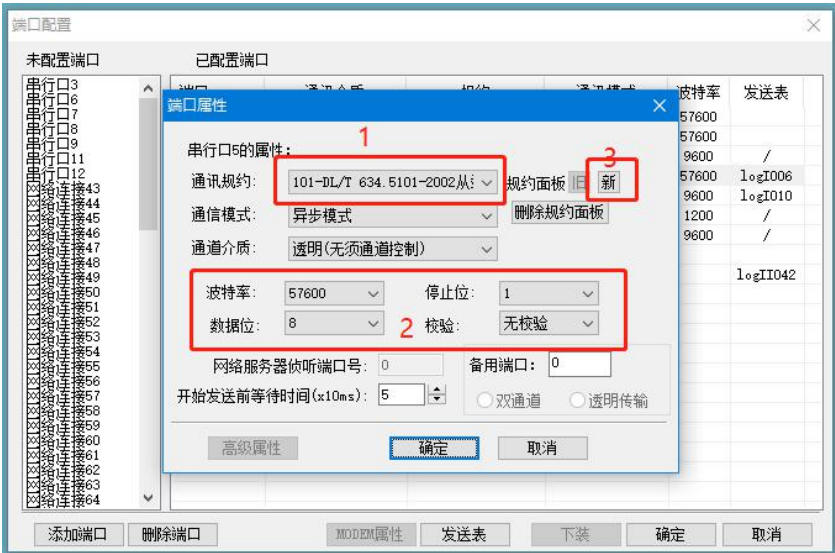 端口配置
未配置端口
已配置端口
串行口3
串行口6
串行口7
串行口8
串行口9
串行口11
串行口12
网络连接43
网络连接44
网络连接45
网络连接46
网络连接47
网络连接48
网络连接49
网络连接50
网络连接51
网络连接52
网络连接53
网络连接54
网络连接55
网络连接56
网络连接57
网络连接58
网络连接59
网络连接60
网络连接61
网络连接62
网络连接63
网络连接64
波特率 发送表
57600
57600
9600 /
57600 logI006
9600 logI010
1200 /
9600 /
logII042
端口属性
1
3
串行口5的属性:
通讯规约: 101-DL/T 634.5101-2002从 规约面板 旧 新
通信模式: 异步模式 删除规约面板
通道介质: 透明(无须通道控制)
波特率: 57600 停止位: 1
数据位: 8 2 校验: 无校验
网络服务器侦听端口号: 0 备用端口: 0
开始发送前等待时间(x10ms): 5 双通道 透明传输
高级属性 确定 取消
添加端口 删除端口 MODEM属性 发送表 下装 确定 取消